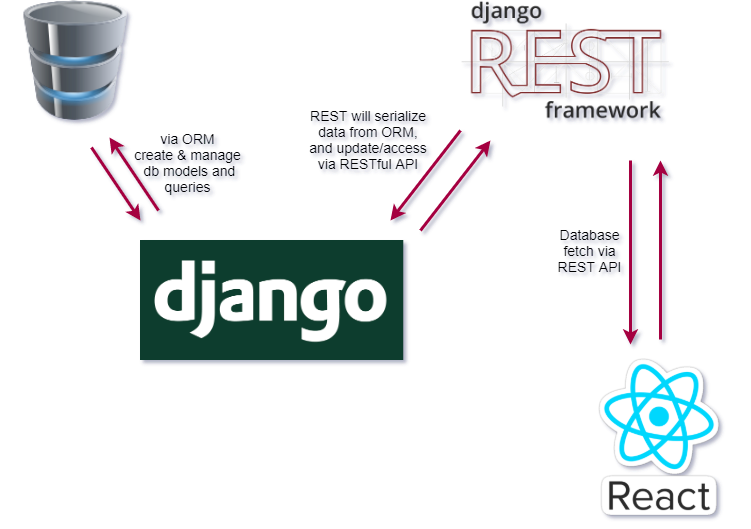 django
REST
framework
via ORM
create & manage
db models and
queries
REST will serialize
data from ORM,
and update/access
via RESTful API
django
Database
fetch via
REST API
React